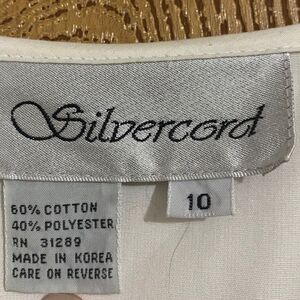 Silvercord
10
60% COTTON
40% POLYESTER
RN 31289
MADE IN KOREA
CARE ON REVERSE